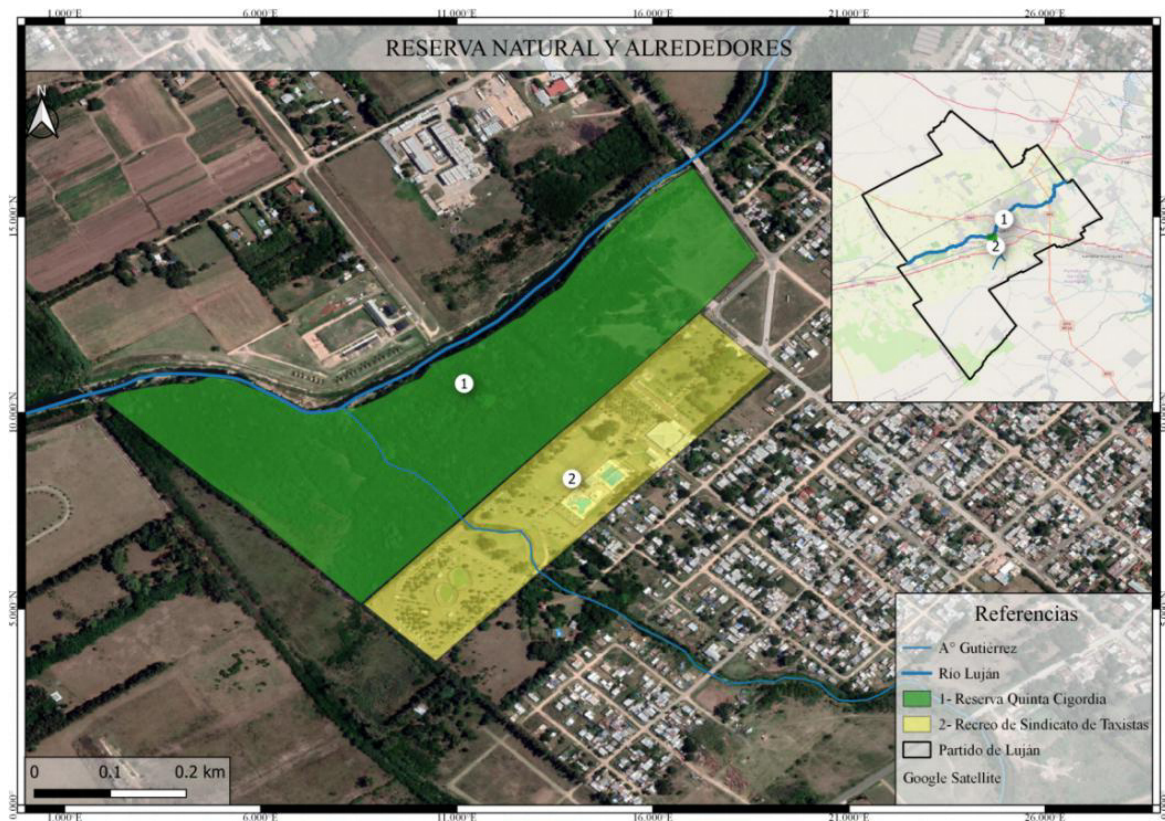 1.000°E 6.000°E 11.000°E 16.000°E 21.000°E 26.000°E
RESERVA NATURAL Y ALREDEDORES
N
15.000°N
10.000°N
5.000°N
0.000°
1
2
1
2
Referencias
A° Gutiérrez
Río Luján
1- Reserva Quinta Cigordia
2- Recreo de Sindicato de Taxistas
Partido de Luján
Google Satellite
0 0.1 0.2 km
1.000°E 6.000°E 11.000°E 16.000°E 21.000°E 26.000°E